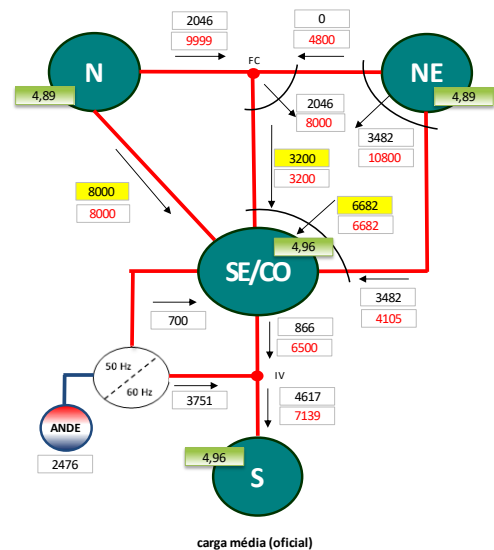 2046
9999
0
4800
FC
N
NE
4,89
4,89
2046
8000
3482
10800
3200
3200
8000
8000
6682
6682
4,96
SE/CO
3482
4105
700
866
6500
50 Hz
60 Hz
IV
3751
4617
7139
ANDE
2476
4,96
S
carga média (oficial)